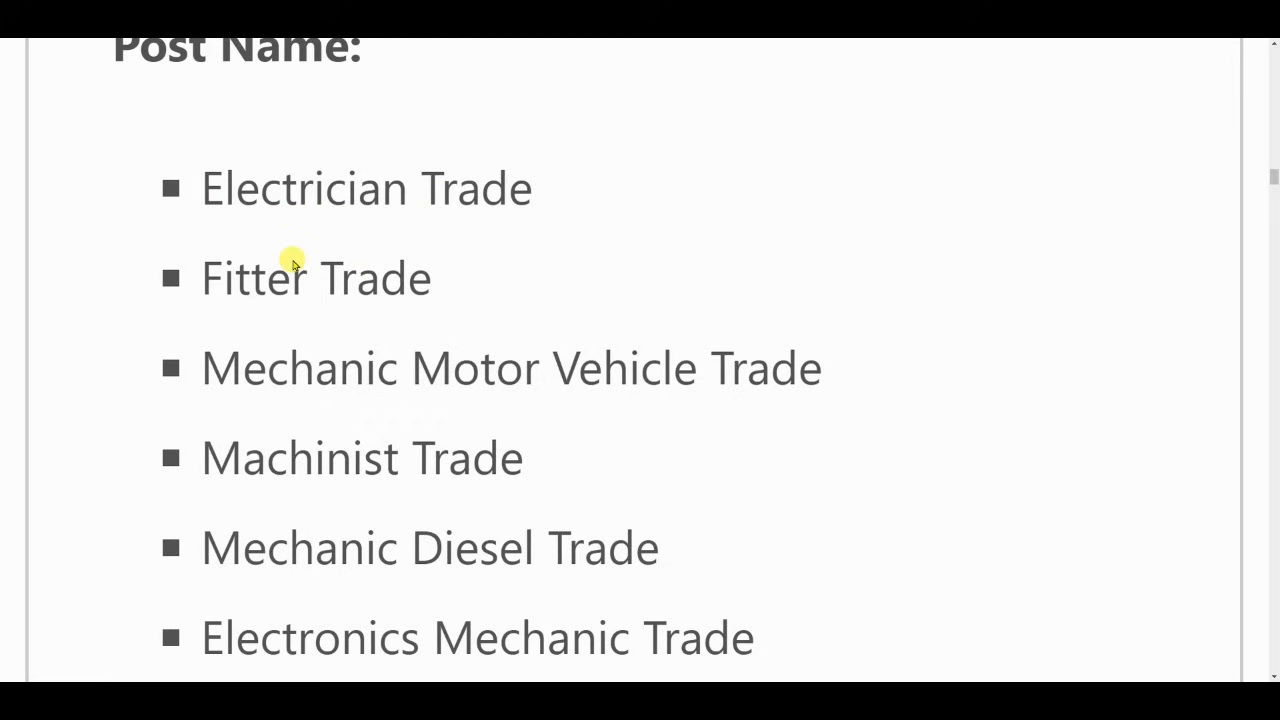 Post Name:
Electrician Trade
Fitter Trade
Mechanic Motor Vehicle Trade
Machinist Trade
Mechanic Diesel Trade
Electronics Mechanic Trade